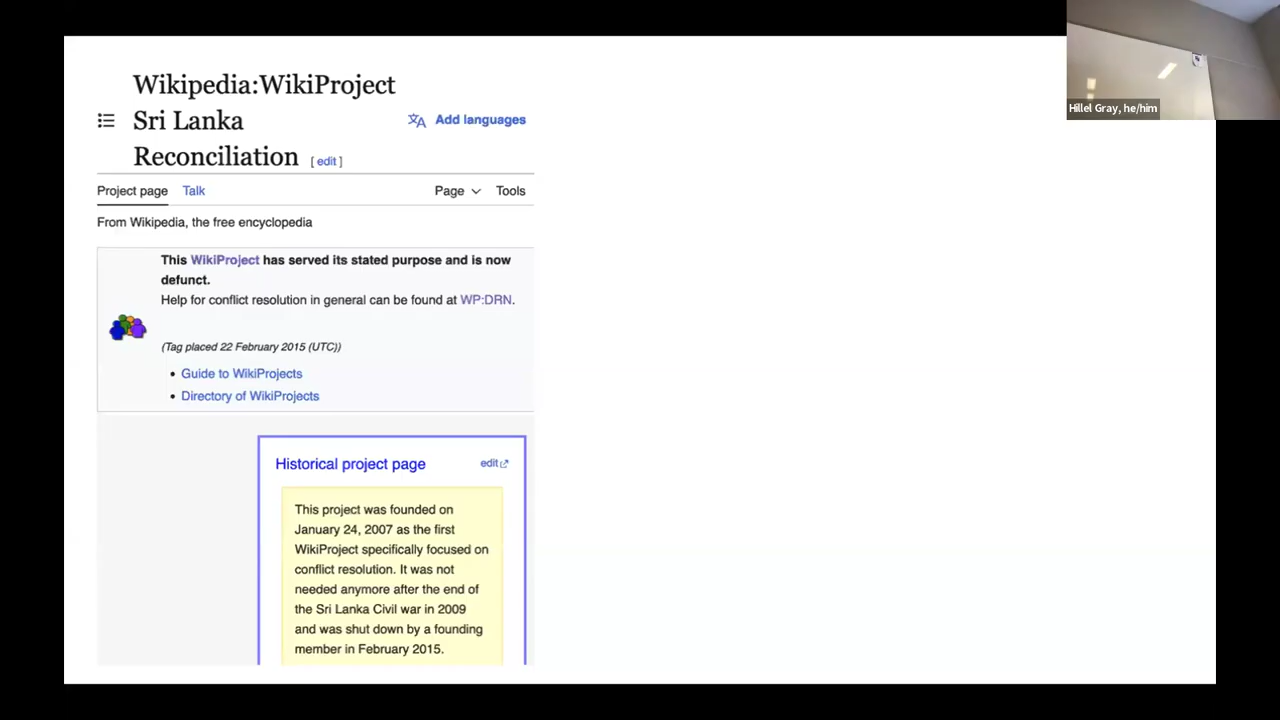 Wikipedia:WikiProject
Sri Lanka
Reconciliation [ edit ]
Add languages
Project page Talk Page Tools
From Wikipedia, the free encyclopedia
This WikiProject has served its stated purpose and is now
defunct.
Help for conflict resolution in general can be found at WP:DRN.
(Tag placed 22 February 2015 (UTC))
• Guide to WikiProjects
• Directory of WikiProjects
Historical project page edit
This project was founded on
January 24, 2007 as the first
WikiProject specifically focused on
conflict resolution. It was not
needed anymore after the end of
the Sri Lanka Civil war in 2009
and was shut down by a founding
member in February 2015.
Hillel Gray, he/him